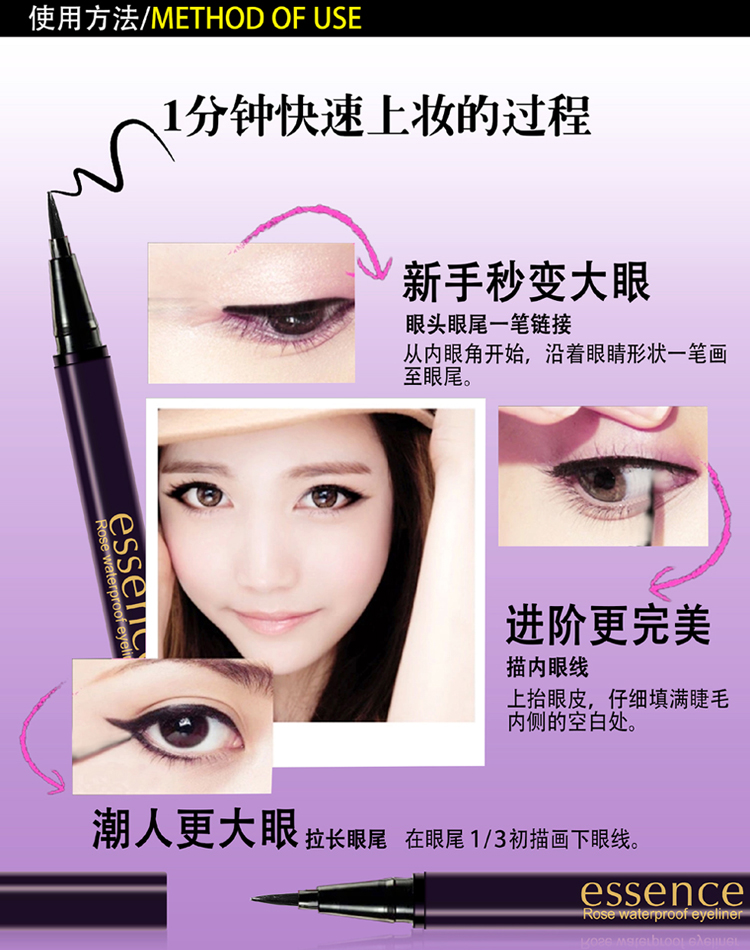 使用方法/METHOD OF USE
1分钟快速上妆的过程
新手秒变大眼
眼头眼尾一笔链接
从内眼角开始，沿着眼睛形状一笔画
至眼尾。
essence
Rose waterproof eyeliner
进阶更完美
描内眼线
上抬眼皮，仔细填满睫毛
内侧的空白处。
潮人更大眼 拉长眼尾 在眼尾1/3初描画下眼线。
essence
Rose waterproof eyeliner